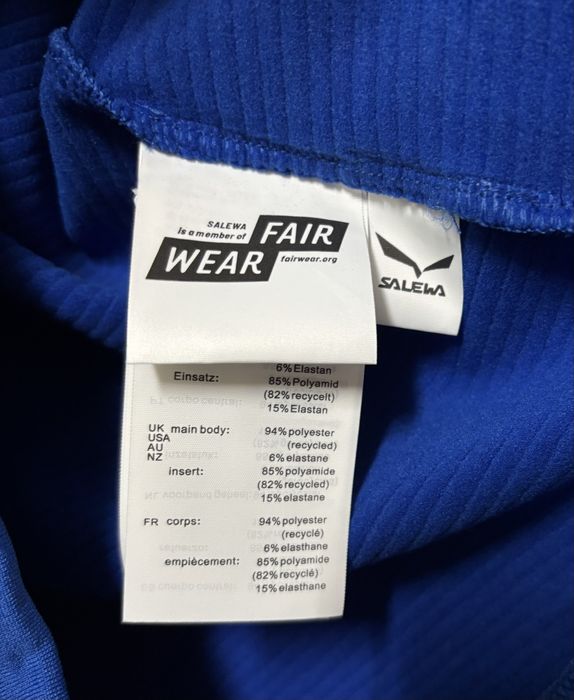 SALEWA
is a member of
FAIR
WEAR
fairwear.org
SALEWA
6% Elastan
Einsatz: 85% Polyamid
(82% recycelt)
15% Elastan
UK main body: 94% polyester
USA (recycled)
AU
NZ 6% elastane
insert: 85% polyamide
(82% recycled)
15% elastane
FR corps: 94% polyester
(recyclé)
6% elasthane
empiècement: 85% polyamide
(82% recyclé)
15% elasthane